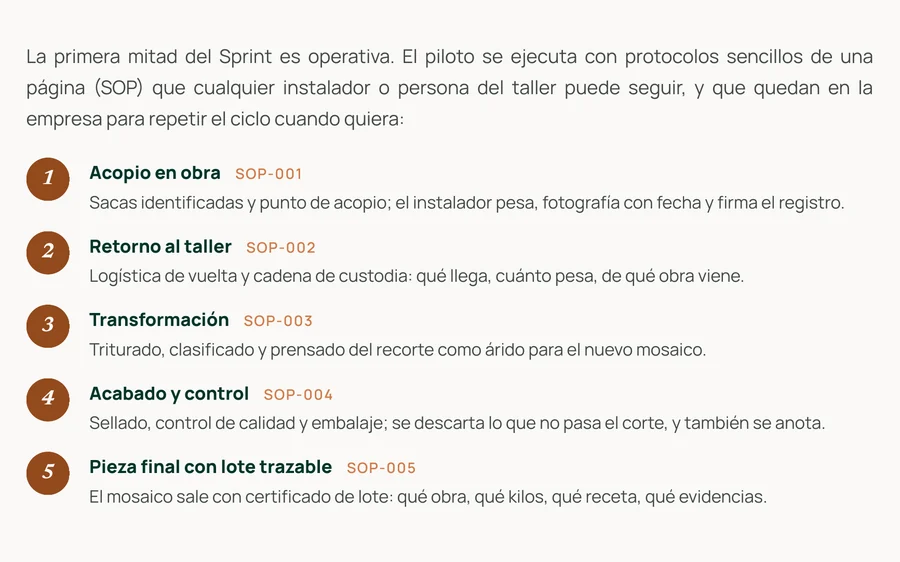 La primera mitad del Sprint es operativa. El piloto se ejecuta con protocolos sencillos de una
página (SOP) que cualquier instalador o persona del taller puede seguir, y que quedan en la
empresa para repetir el ciclo cuando quiera:
1 Acopio en obra SOP-001
Sacas identificadas y punto de acopio; el instalador pesa, fotografía con fecha y firma el registro.
2 Retorno al taller SOP-002
Logística de vuelta y cadena de custodia: qué llega, cuánto pesa, de qué obra viene.
3 Transformación SOP-003
Triturado, clasificado y prensado del recorte como árido para el nuevo mosaico.
4 Acabado y control SOP-004
Sellado, control de calidad y embalaje; se descarta lo que no pasa el corte, y también se anota.
5 Pieza final con lote trazable SOP-005
El mosaico sale con certificado de lote: qué obra, qué kilos, qué receta, qué evidencias.